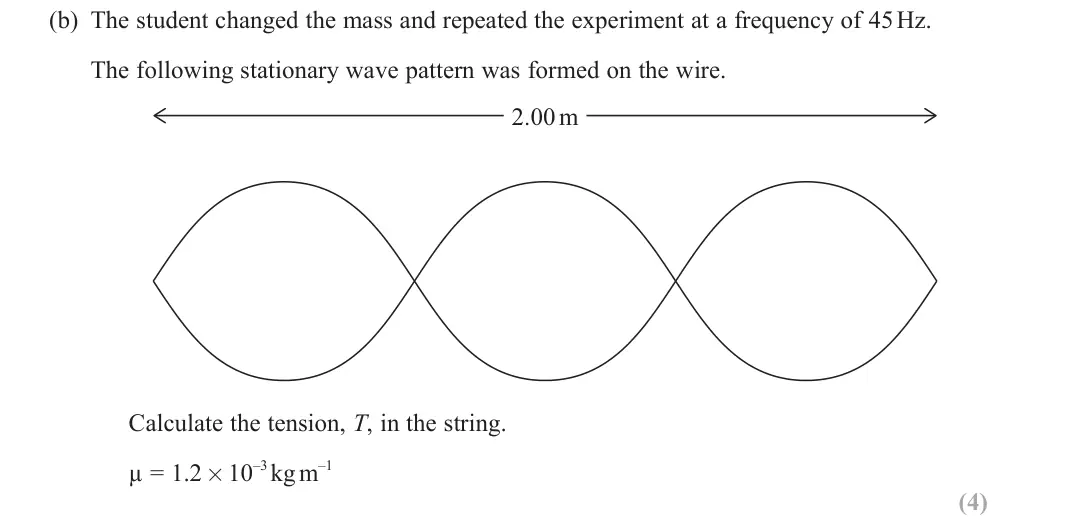 (b) The student changed the mass and repeated the experiment at a frequency of 45 Hz.
The following stationary wave pattern was formed on the wire.
2.00 m
Calculate the tension, T, in the string.
μ = 1.2 × 10⁻³ kg m⁻¹
(4)